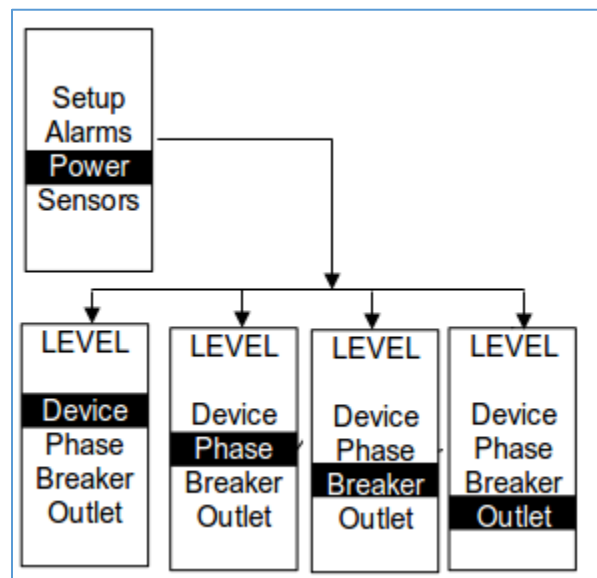 Setup
Alarms
Power
Sensors
LEVEL
Device
Phase
Breaker
Outlet
LEVEL
Device
Phase
Breaker
Outlet
LEVEL
Device
Phase
Breaker
Outlet
LEVEL
Device
Phase
Breaker
Outlet